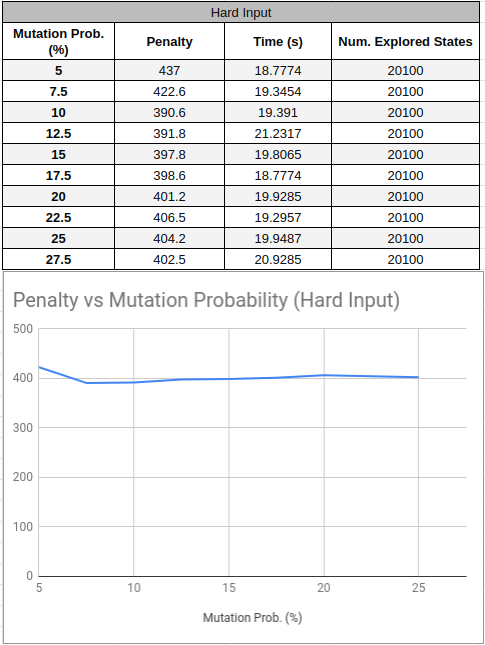 Hard Input
Mutation Prob. (%) Penalty Time (s) Num. Explored States
5 437 18.7774 20100
7.5 422.6 19.3454 20100
10 390.6 19.391 20100
12.5 391.8 21.2317 20100
15 397.8 19.8065 20100
17.5 398.6 18.7774 20100
20 401.2 19.9285 20100
22.5 406.5 19.2957 20100
25 404.2 19.9487 20100
27.5 402.5 20.9285 20100
Penalty vs Mutation Probability (Hard Input)
500
400
300
200
100
0
5 10 15 20 25
Mutation Prob. (%)